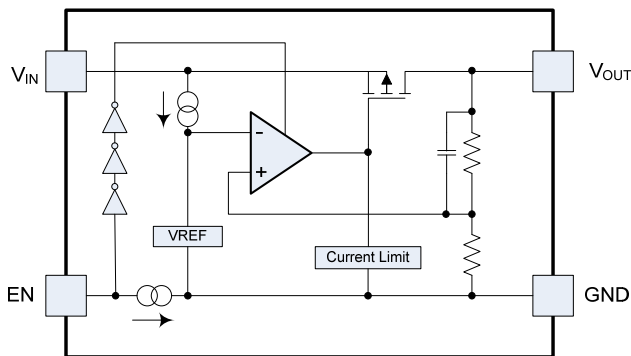 VIN
VOUT
-
+
VREF
Current Limit
EN
GND